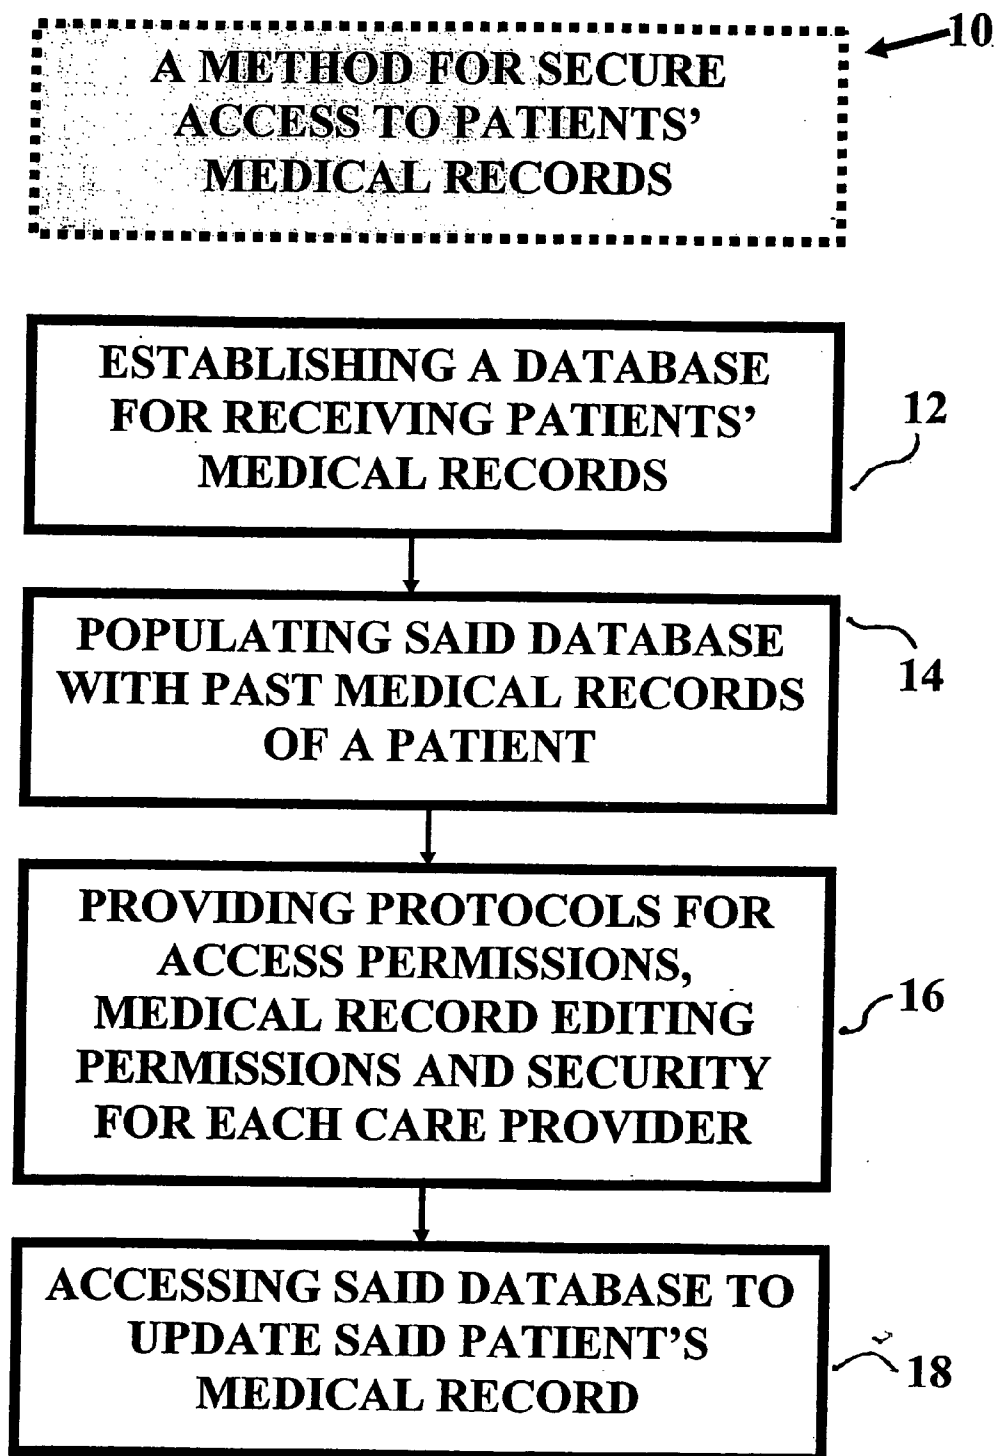 10
A METHOD FOR SECURE
ACCESS TO PATIENTS’
MEDICAL RECORDS
ESTABLISHING A DATABASE
FOR RECEIVING PATIENTS’
MEDICAL RECORDS
12
POPULATING SAID DATABASE
WITH PAST MEDICAL RECORDS
OF A PATIENT
14
PROVIDING PROTOCOLS FOR
ACCESS PERMISSIONS,
MEDICAL RECORD EDITING
PERMISSIONS AND SECURITY
FOR EACH CARE PROVIDER
16
ACCESSING SAID DATABASE TO
UPDATE SAID PATIENT’S
MEDICAL RECORD
18